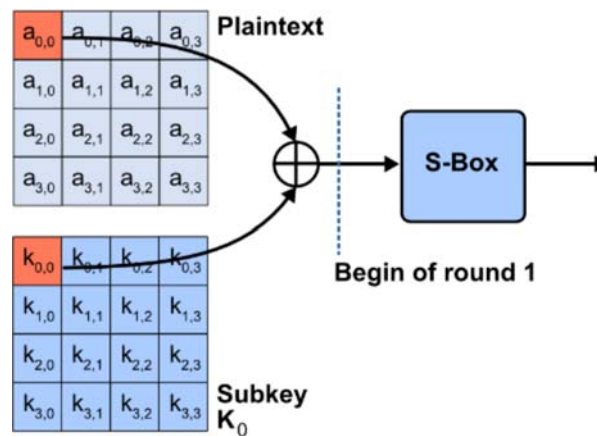 a0,0 a0,1 a0,2 a0,3 Plaintext
a1,0 a1,1 a1,2 a1,3
a2,0 a2,1 a2,2 a2,3
a3,0 a3,1 a3,2 a3,3
S-Box
Begin of round 1
k0,0 k0,1 k0,2 k0,3
k1,0 k1,1 k1,2 k1,3
k2,0 k2,1 k2,2 k2,3
k3,0 k3,1 k3,2 k3,3
Subkey
K0